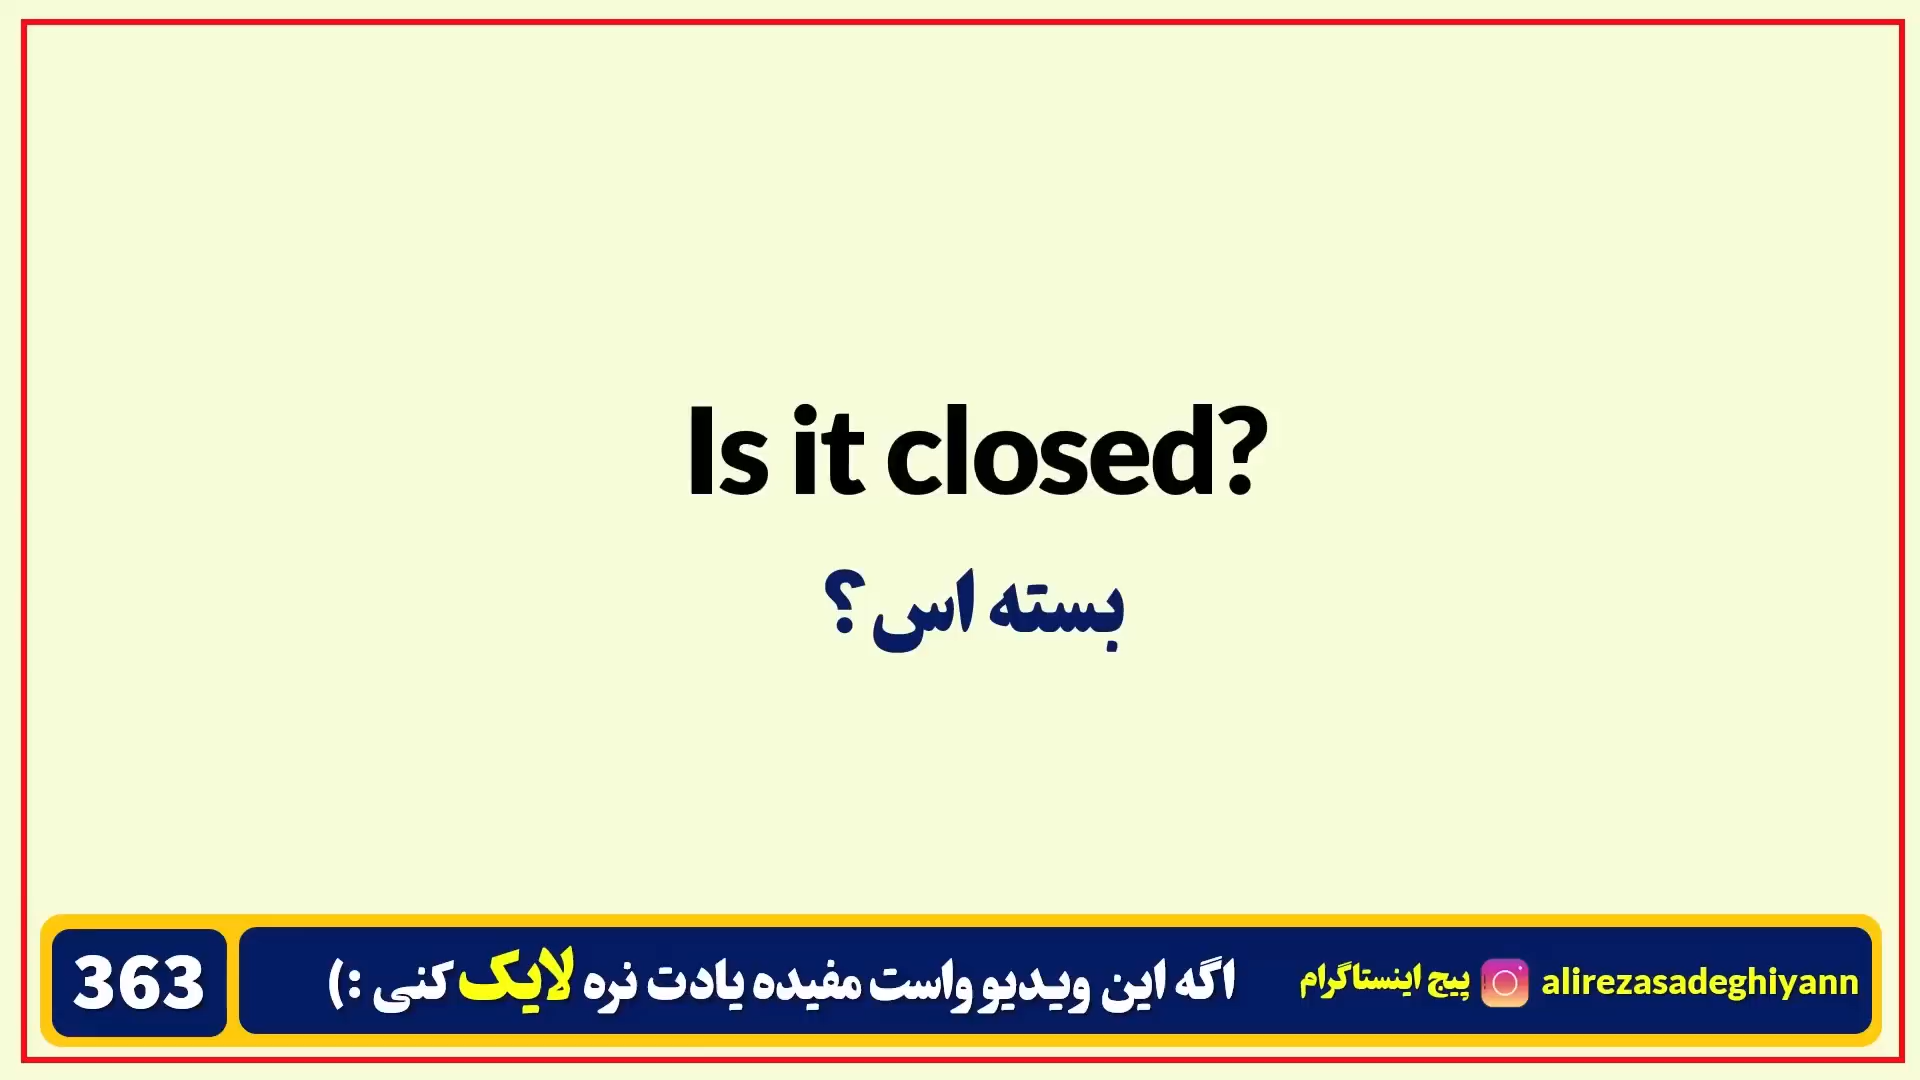 Is it closed?
بسته اس ؟
363
اگه این ویدیو واست مفیده یادت نره لایک کنی :)
پیج اینستاگرام
alirezasadeghiyann